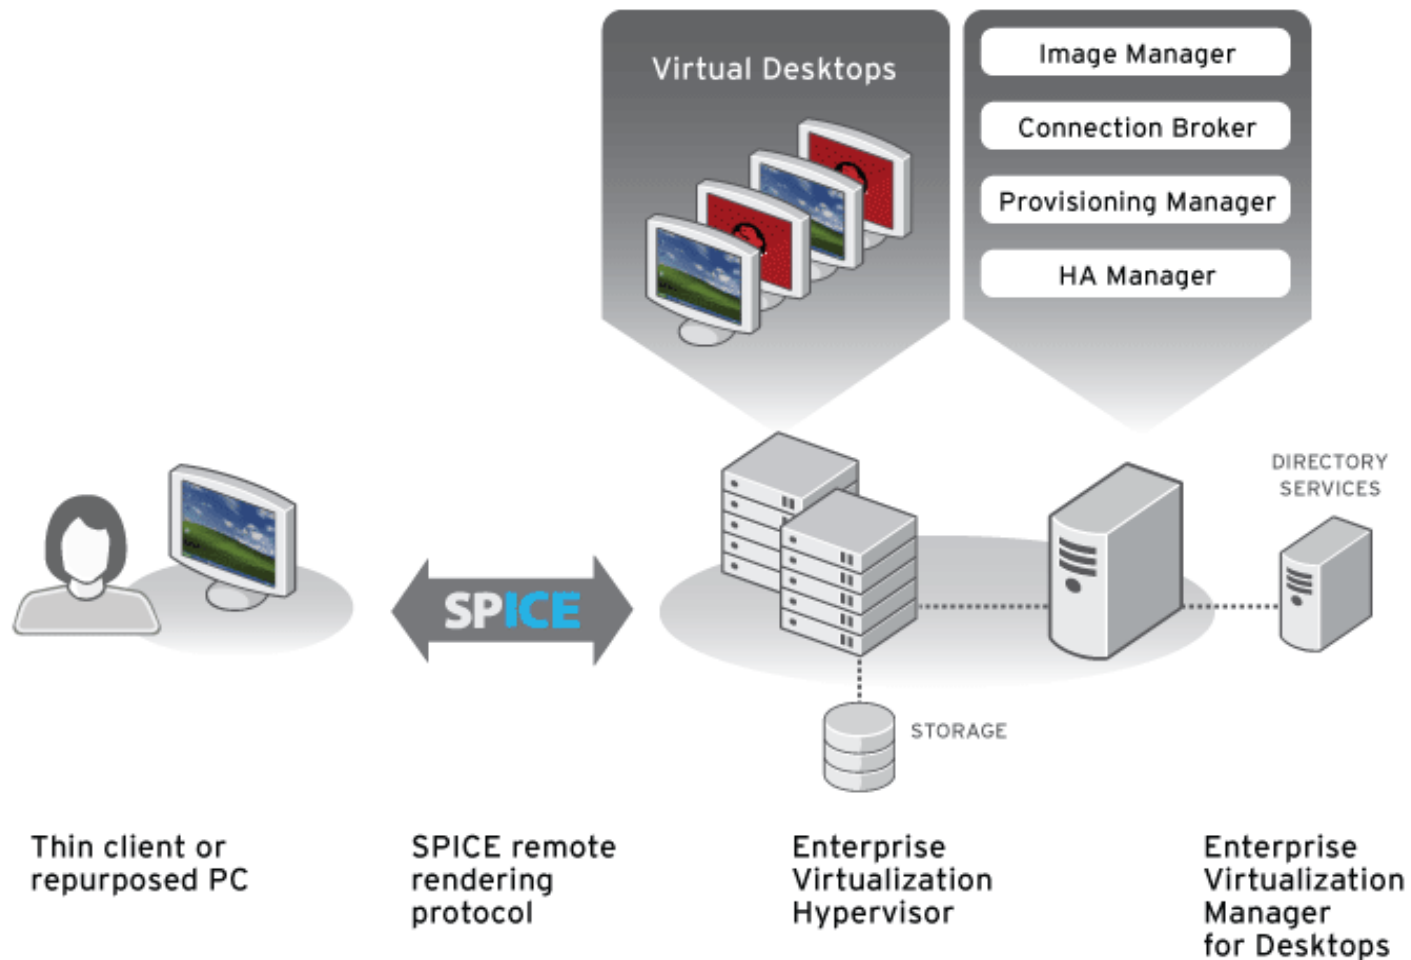 Virtual Desktops
Image Manager
Connection Broker
Provisioning Manager
HA Manager
DIRECTORY
SERVICES
SPICE
STORAGE
Thin client or
repurposed PC
SPICE remote
rendering
protocol
Enterprise
Virtualization
Hypervisor
Enterprise
Virtualization
Manager
for Desktops